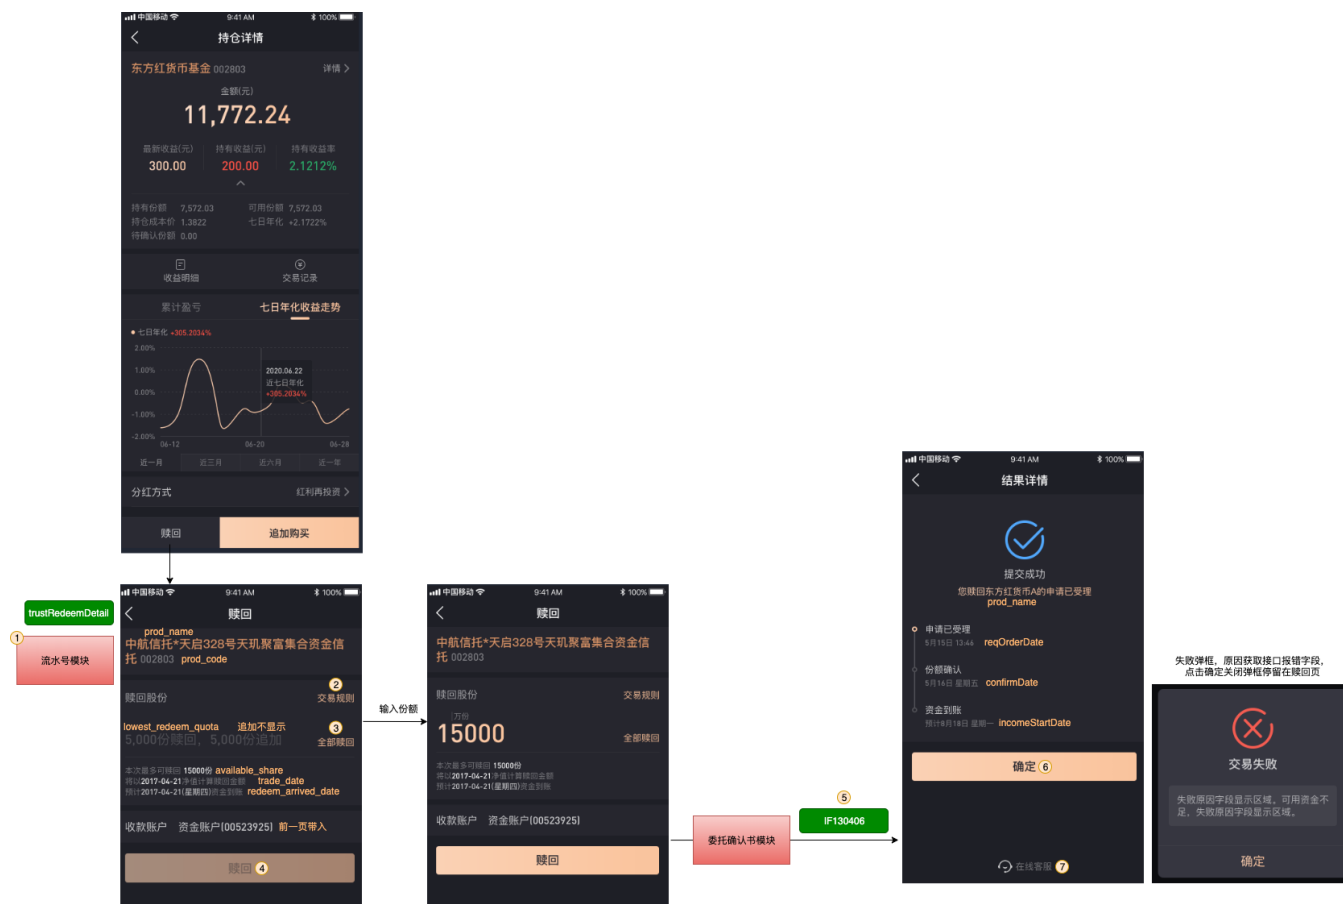 中国移动 9:41 AM 100%
持仓详情
东方红货币基金 002803 详情
金额(元)
11,772.24
最新收益(元) 持有收益(元) 持有收益率
300.00 200.00 2.1212%
持有份额 7,572.03 可用份额 7,572.03
持仓成本价 1.3822 七日年化 +2.1722%
待确认份额 0.00
收益明细 交易记录
累计盈亏 七日年化收益走势
七日年化 +305.2034%
2.00%
1.00%
0.00%
-1.00%
-2.00%
2020.06.22
近七日年化
+305.2034%
06-12 06-20 06-28
近一月 近三月 近六月 近一年
分红方式 红利再投资
赎回 追加购买
trustRedeemDetail
1
流水号模块
中国移动 9:41 AM 100%
赎回
prod_name
中航信托*天启328号天玑聚富集合资金信
托 002803 prod_code
2
赎回股份 交易规则
lowest_redeem_quota 追加不显示 3
5,000份赎回，5,000份追加 全部赎回
本次最多可赎回 15000份 available_share
将以2017-04-21净值计算赎回金额 trade_date
预计2017-04-21(星期四)资金到账 redeem_arrived_date
收款账户 资金账户(00523925) 前一页带入
赎回 4
输入份额
中国移动 9:41 AM 100%
赎回
中航信托*天启328号天玑聚富集合资金信
托 002803
赎回股份 交易规则
万份
15000 全部赎回
本次最多可赎回 15000份
将以2017-04-21净值计算赎回金额
预计2017-04-21(星期四)资金到账
收款账户 资金账户(00523925)
赎回
委托确认书模块
5
IF130406
中国移动 9:41 AM 100%
结果详情
提交成功
您赎回东方红货币A的申请已受理
prod_name
申请已受理
5月15日 13:46 reqOrderDate
份额确认
5月16日 星期五 confirmDate
资金到账
预计8月18日 星期一 incomeStartDate
确定 6
在线客服 7
失败弹框，原因获取接口报错字段，
点击确定关闭弹框停留在赎回页
交易失败
失败原因字段显示区域，可用资金不
足，失败原因字段显示区域。
确定